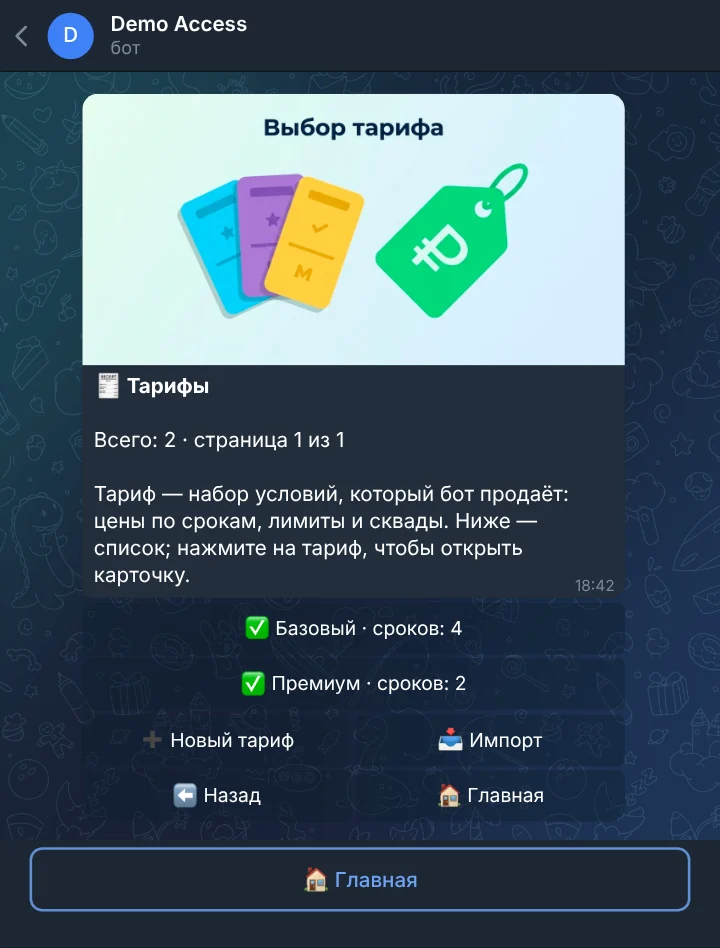 D
Demo Access
бот
Выбор тарифа
M
₽
🧾 Тарифы
Всего: 2 · страница 1 из 1
Тариф — набор условий, который бот продаёт:
цены по срокам, лимиты и сквады. Ниже —
список; нажмите на тариф, чтобы открыть
карточку.
18:42
✅ Базовый · сроков: 4
✅ Премиум · сроков: 2
➕ Новый тариф
📥 Импорт
⬅️ Назад
🏠 Главная
🏠 Главная